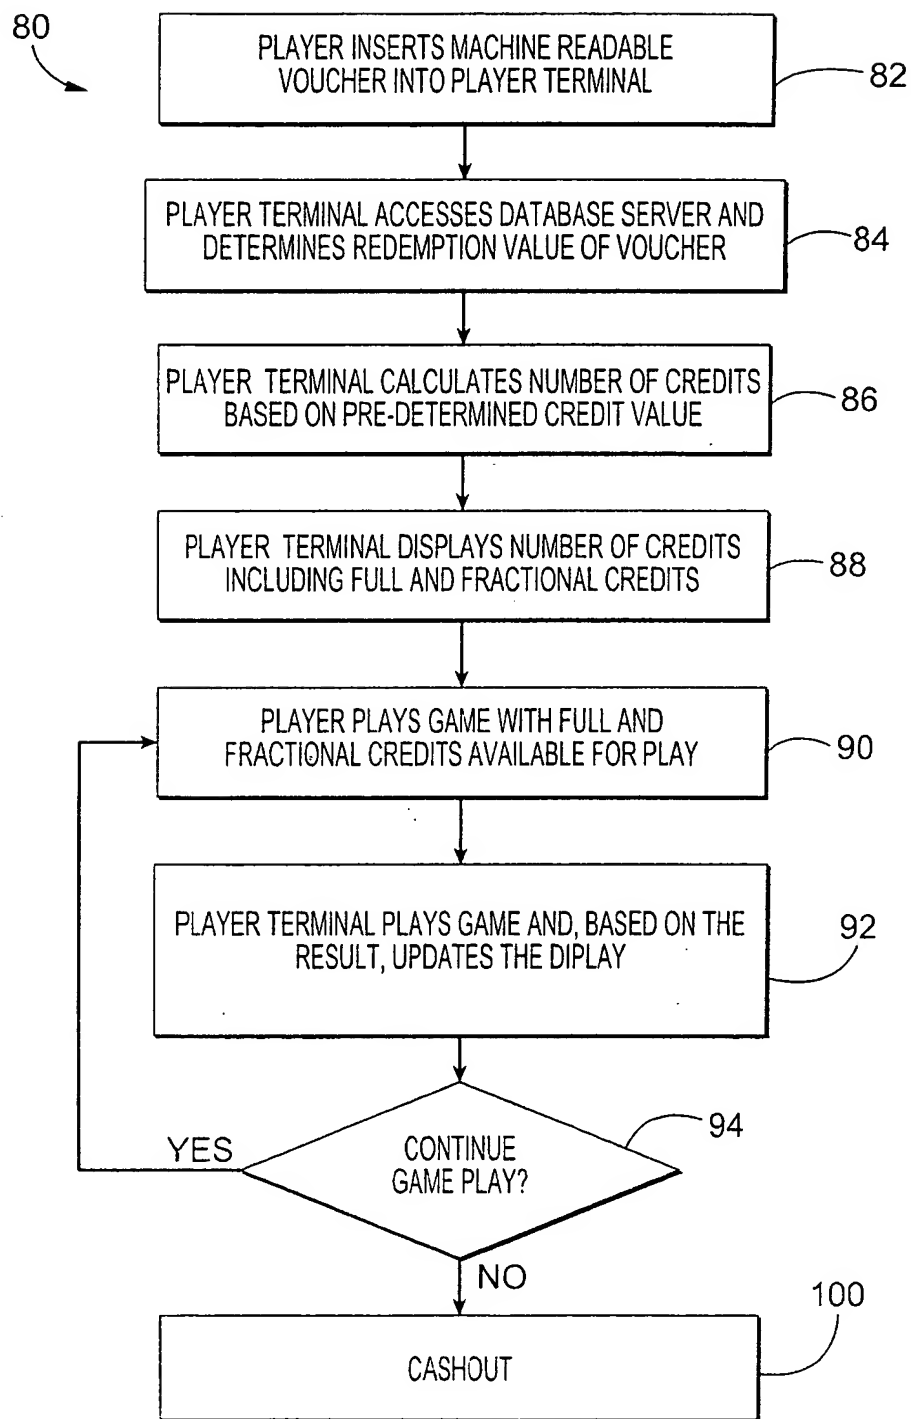 80
PLAYER INSERTS MACHINE READABLE
VOUCHER INTO PLAYER TERMINAL
82
PLAYER TERMINAL ACCESSES DATABASE SERVER AND
DETERMINES REDEMPTION VALUE OF VOUCHER
84
PLAYER TERMINAL CALCULATES NUMBER OF CREDITS
BASED ON PRE-DETERMINED CREDIT VALUE
86
PLAYER TERMINAL DISPLAYS NUMBER OF CREDITS
INCLUDING FULL AND FRACTIONAL CREDITS
88
PLAYER PLAYS GAME WITH FULL AND
FRACTIONAL CREDITS AVAILABLE FOR PLAY
90
PLAYER TERMINAL PLAYS GAME AND, BASED ON THE
RESULT, UPDATES THE DIPLAY
92
CONTINUE
GAME PLAY?
94
YES
NO
CASHOUT
100